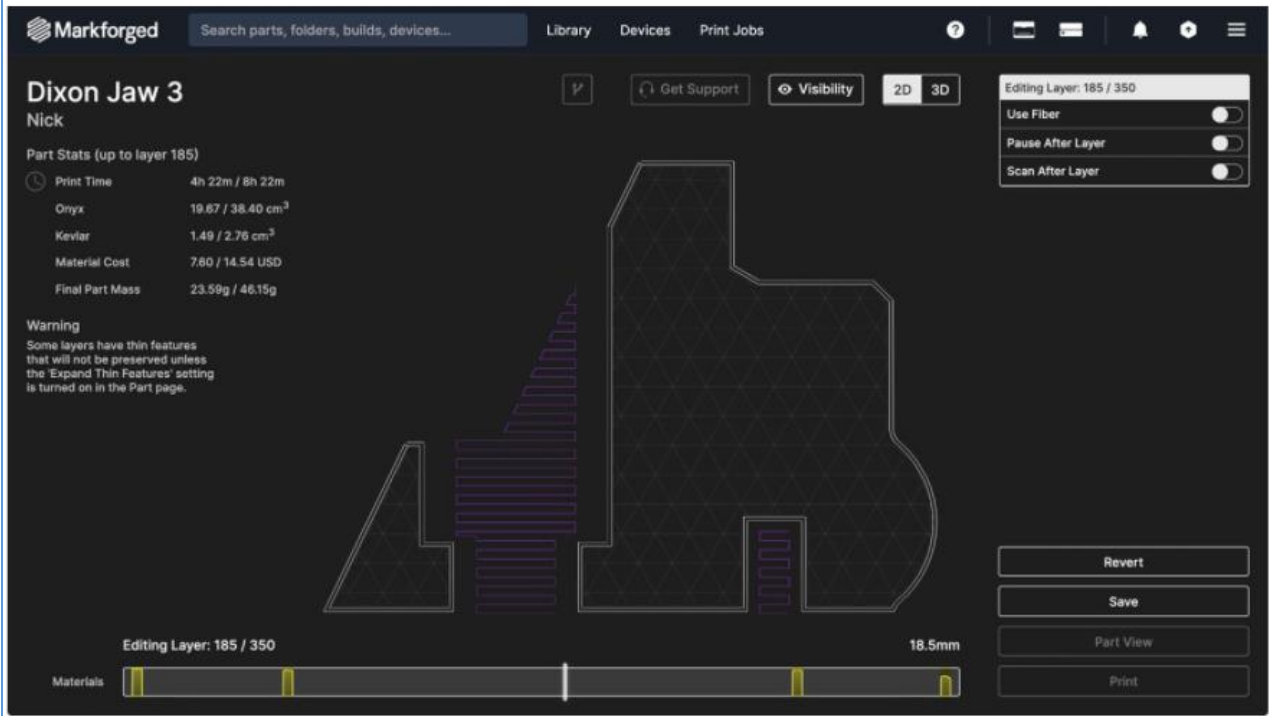 Markforged
Search parts, folders, builds, devices...
Library
Devices
Print Jobs
?
Dixon Jaw 3
Nick
Get Support
Visibility
2D
3D
Part Stats (up to layer 185)
Print Time 4h 22m / 8h 22m
Onyx 19.67 / 38.40 cm3
Kevlar 1.49 / 2.76 cm3
Material Cost 7.60 / 14.54 USD
Final Part Mass 23.59g / 46.15g
Warning
Some layers have thin features
that will not be preserved unless
the 'Expand Thin Features' setting
is turned on in the Part page.
Editing Layer: 185 / 350
Use Fiber
Pause After Layer
Scan After Layer
Revert
Save
Part View
Print
Editing Layer: 185 / 350
18.5mm
Materials